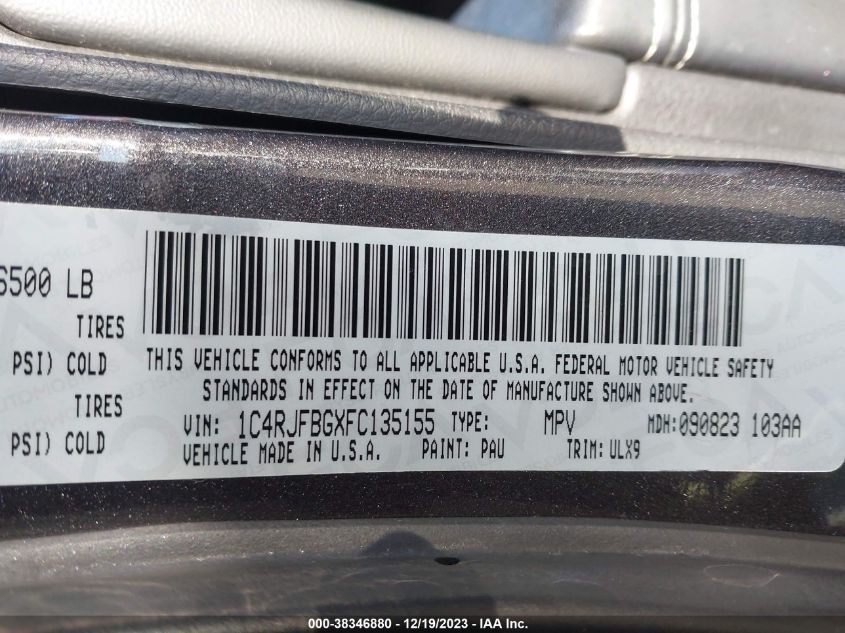 6500 LB
TIRES
PSI) COLD
TIRES
PSI) COLD
THIS VEHICLE CONFORMS TO ALL APPLICABLE U.S.A. FEDERAL MOTOR VEHICLE SAFETY
STANDARDS IN EFFECT ON THE DATE OF MANUFACTURE SHOWN ABOVE.
VIN: 1C4RJFBGXFC135155 TYPE: MPV MDH:090823 103AA
VEHICLE MADE IN U.S.A. PAINT: PAU TRIM: ULX9
000-38346880 - 12/19/2023 - IAA Inc.